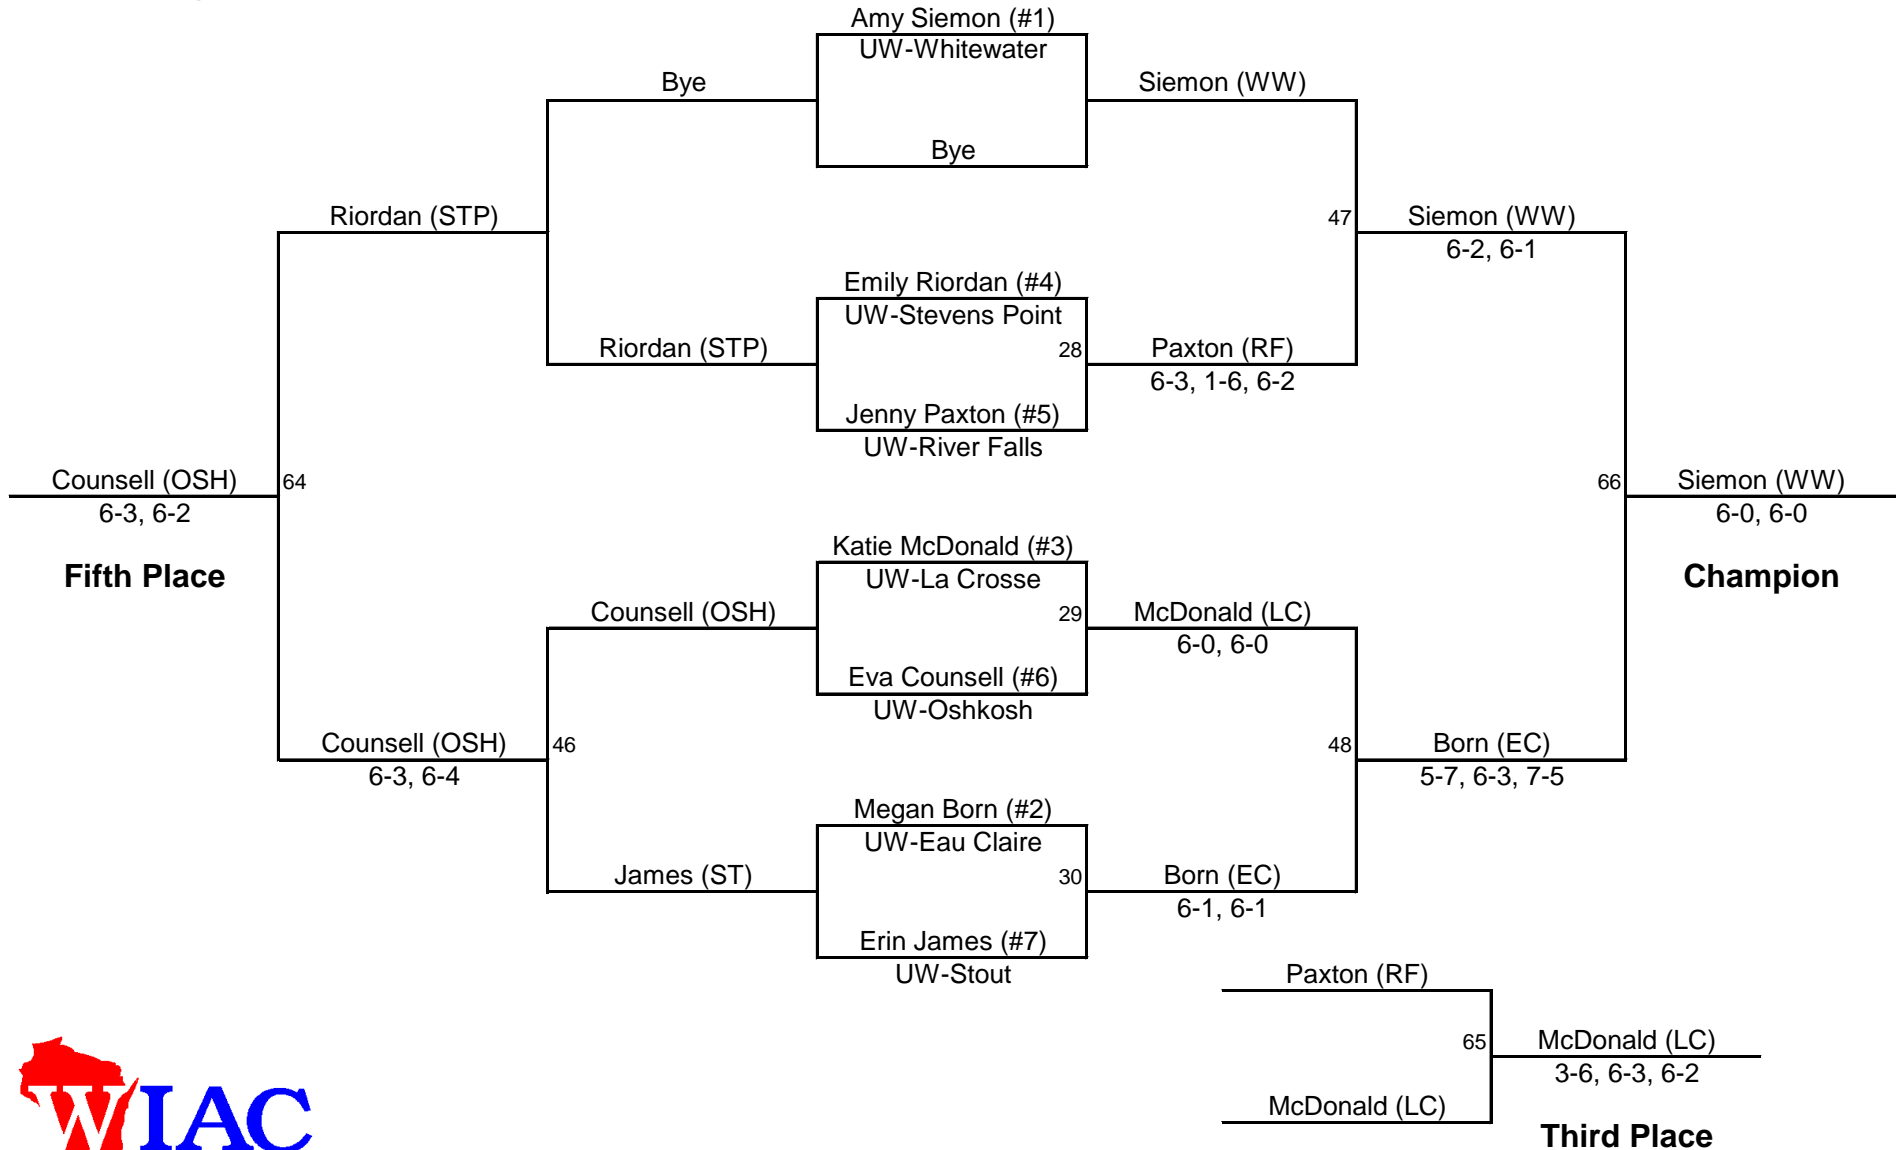 Amy Siemon (#1)
UW-Whitewater
Bye
Siemon (WW)
Bye
Riordan (STP)
47
Siemon (WW)
6-2, 6-1
Emily Riordan (#4)
UW-Stevens Point
Riordan (STP)
28
Paxton (RF)
6-3, 1-6, 6-2
Jenny Paxton (#5)
UW-River Falls
Counsell (OSH)
64
6-3, 6-2
Fifth Place
66
Siemon (WW)
6-0, 6-0
Champion
Katie McDonald (#3)
UW-La Crosse
Counsell (OSH)
29
McDonald (LC)
6-0, 6-0
Eva Counsell (#6)
UW-Oshkosh
Counsell (OSH)
46
6-3, 6-4
48
Born (EC)
5-7, 6-3, 7-5
Megan Born (#2)
UW-Eau Claire
James (ST)
30
Born (EC)
6-1, 6-1
Erin James (#7)
UW-Stout
Paxton (RF)
65
McDonald (LC)
3-6, 6-3, 6-2
McDonald (LC)
Third Place
WIAC